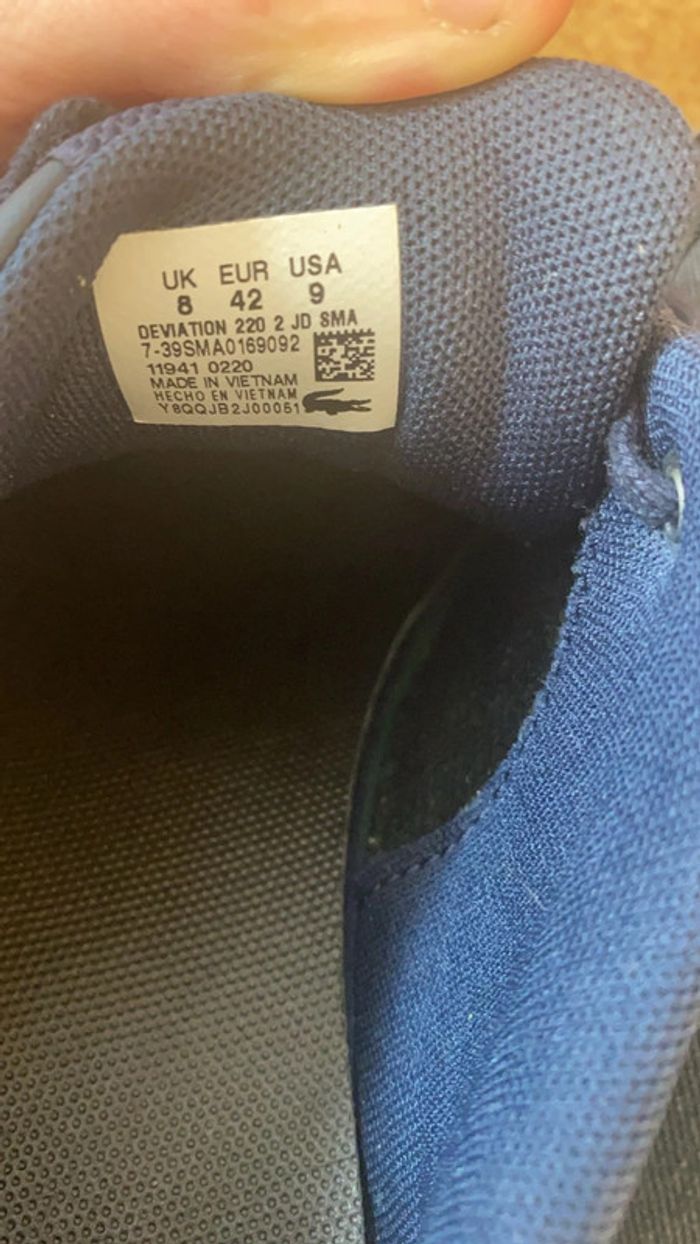 UK EUR USA
8 42 9
DEVIATION 220 2 JD SMA
7-39SMA0169092
11941 0220
MADE IN VIETNAM
HECHO EN VIETNAM
Y8QQJB2J00051